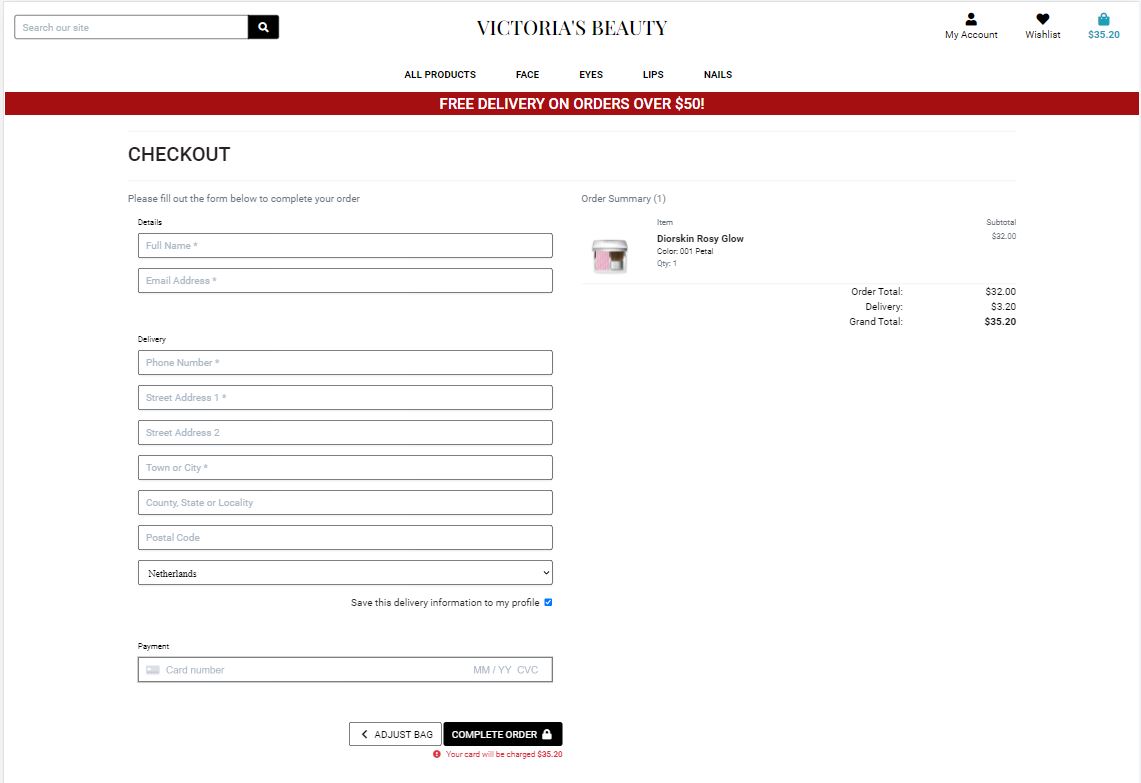 Search our site
VICTORIA'S BEAUTY
My Account
Wishlist
$35.20
ALL PRODUCTS FACE EYES LIPS NAILS
FREE DELIVERY ON ORDERS OVER $50!
CHECKOUT
Please fill out the form below to complete your order
Details
Full Name *
Email Address *
Delivery
Phone Number *
Street Address 1 *
Street Address 2
Town or City *
County, State or Locality
Postal Code
Netherlands
Save this delivery information to my profile
Payment
Card number MM / YY CVC
ADJUST BAG COMPLETE ORDER
Your card will be charged $35.20
Order Summary (1)
Item Subtotal
Diorskin Rosy Glow $32.00
Color: 001 Petal
Qty: 1
Order Total: $32.00
Delivery: $3.20
Grand Total: $35.20